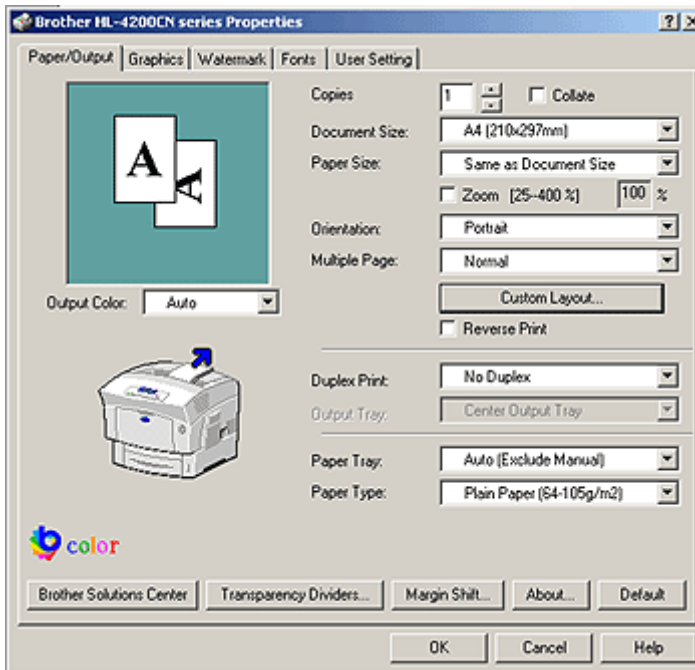 Brother HL-4200CN series Properties
Paper/Output Graphics Watermark Fonts User Setting
A
A
Copies 1 Collate
Document Size: A4 (210x297mm)
Paper Size: Same as Document Size
Zoom [25--400 %] 100 %
Orientation: Portrait
Multiple Page: Normal
Output Color: Auto
Custom Layout...
Reverse Print
Duplex Print: No Duplex
Output Tray: Center Output Tray
Paper Tray: Auto (Exclude Manual)
Paper Type: Plain Paper (64-105g/m2)
b color
Brother Solutions Center Transparency Dividers... Margin Shift... About... Default
OK Cancel Help